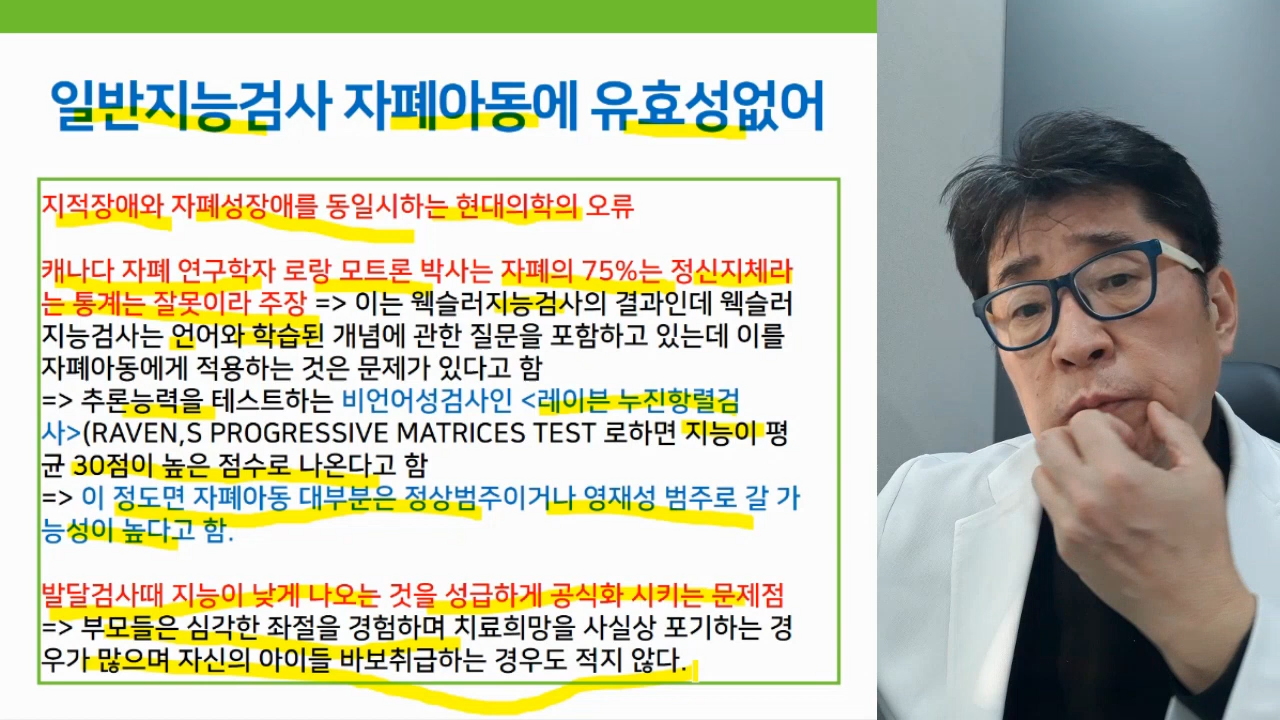 일반지능검사 자폐아동에 유효성없어
지적장애와 자폐성장애를 동일시하는 현대의학의 오류
캐나다 자폐 연구학자 로랑 모트론 박사는 자폐의 75%는 정신지체라
는 통계는 잘못이라 주장 => 이는 웩슬러지능검사의 결과인데 웩슬러
지능검사는 언어와 학습된 개념에 관한 질문을 포함하고 있는데 이를
자폐아동에게 적용하는 것은 문제가 있다고 함
=> 추론능력을 테스트하는 비언어성검사인 <레이븐 누진항렬검
사>(RAVEN,S PROGRESSIVE MATRICES TEST 로하면 지능이 평
균 30점이 높은 점수로 나온다고 함
=> 이 정도면 자폐아동 대부분은 정상범주이거나 영재성 범주로 갈 가
능성이 높다고 함.
발달검사때 지능이 낮게 나오는 것을 성급하게 공식화 시키는 문제점
=> 부모들은 심각한 좌절을 경험하며 치료희망을 사실상 포기하는 경
우가 많으며 자신의 아이들 바보취급하는 경우도 적지 않다.